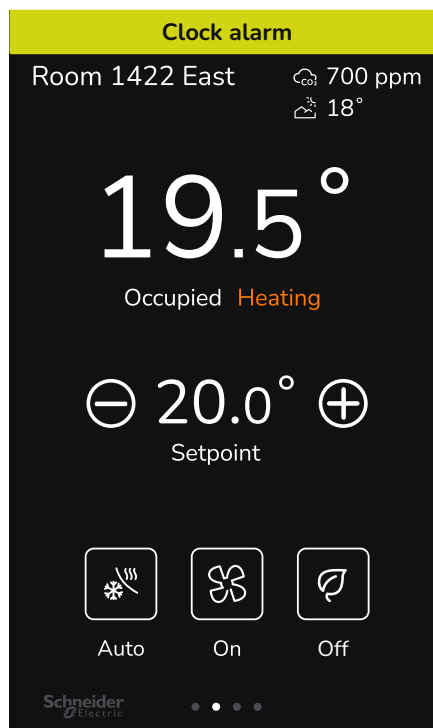 Clock alarm
Room 1422 East
CO₂ 700 ppm
18°
19.5°
Occupied Heating
20.0°
Setpoint
Auto On Off
Schneider
Electric